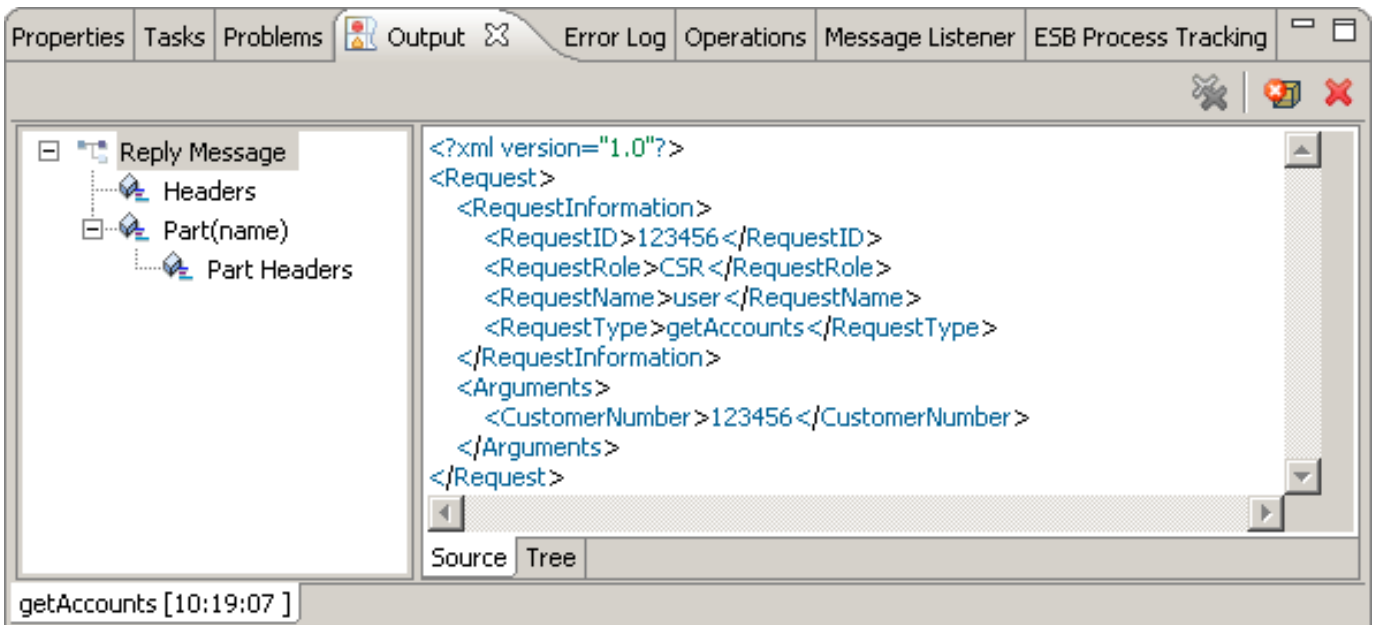 Properties Tasks Problems Output Error Log Operations Message Listener ESB Process Tracking
Reply Message
Headers
Part(name)
Part Headers
<?xml version="1.0"?>
<Request>
<RequestInformation>
<RequestID>123456</RequestID>
<RequestRole>CSR</RequestRole>
<RequestName>user</RequestName>
<RequestType>getAccounts</RequestType>
</RequestInformation>
<Arguments>
<CustomerNumber>123456</CustomerNumber>
</Arguments>
</Request>
Source Tree
getAccounts [10:19:07 ]